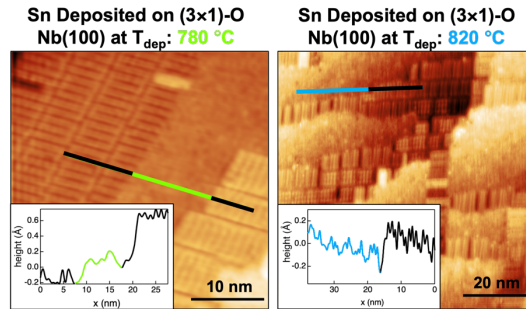 Sn Deposited on (3×1)-O
Nb(100) at Tdep: 780 °C
height (Å)
0.6
0.4
0.2
0.0
-0.2
0 5 10 15 20 25
x (nm)
10 nm
Sn Deposited on (3×1)-O
Nb(100) at Tdep: 820 °C
height (Å)
0.2
0.0
-0.2
30 20 10 0
x (nm)
20 nm